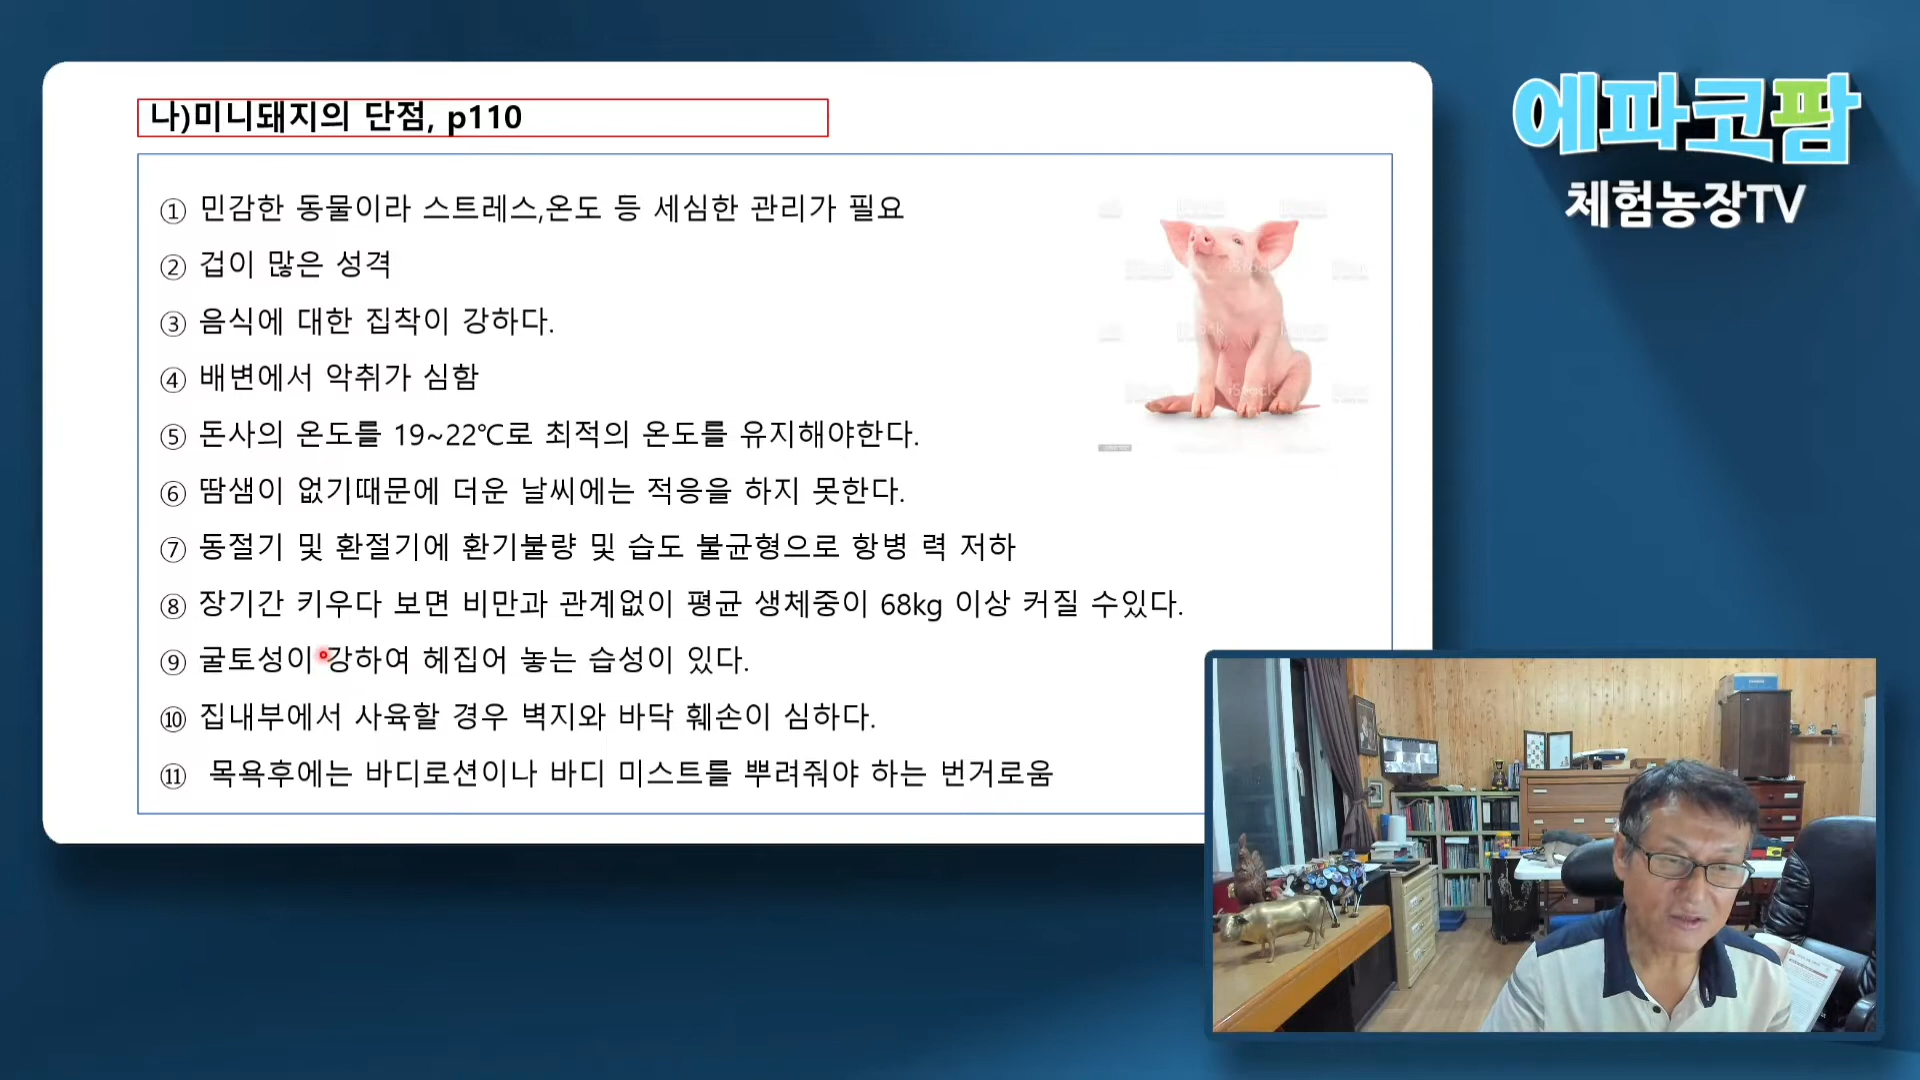 나)미니돼지의 단점, p110
① 민감한 동물이라 스트레스,온도 등 세심한 관리가 필요
② 겁이 많은 성격
③ 음식에 대한 집착이 강하다.
④ 배변에서 악취가 심함
⑤ 돈사의 온도를 19~22℃로 최적의 온도를 유지해야한다.
⑥ 땀샘이 없기때문에 더운 날씨에는 적응을 하지 못한다.
⑦ 동절기 및 환절기에 환기불량 및 습도 불균형으로 항병 력 저하
⑧ 장기간 키우다 보면 비만과 관계없이 평균 생체중이 68kg 이상 커질 수있다.
⑨ 굴토성이 강하여 헤집어 놓는 습성이 있다.
⑩ 집내부에서 사육할 경우 벽지와 바닥 훼손이 심하다.
⑪ 목욕후에는 바디로션이나 바디 미스트를 뿌려줘야 하는 번거로움
에파코팜
체험농장TV
iStock